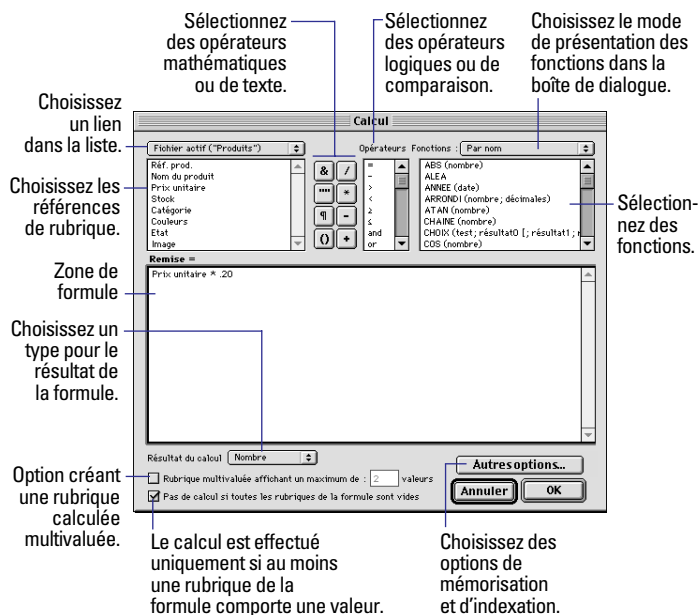 Sélectionnez
des opérateurs
mathématiques
ou de texte.
Sélectionnez
des opérateurs
logiques ou de
comparaison.
Choisissez le mode
de présentation des
fonctions dans la
boîte de dialogue.
Choisissez
un lien
dans la liste.
Choisissez les
références
de rubrique.
Zone de
formule
Choisissez un
type pour le
résultat de
la formule.
Option créant
une rubrique
calculée
multivaluée.
Calcul
Fichier actif ("Produits")
Opérateurs
Fonctions : Par nom
Réf. prod.
Nom du produit
Prix unitaire
Stock
Catégorie
Couleurs
Etat
Image
& /
"" *
¶ -
() +
=
>
<
≥
≤
and
or
ABS (nombre)
ALEA
ANNEE (date)
ARRONDI (nombre; décimales)
ATAN (nombre)
CHAINE (nombre)
CHOIX (test; résultat0 [; résultat1; r
COS (nombre)
Sélection-
nez des
fonctions.
Remise =
Prix unitaire * .20
Résultat du calcul Nombre
Rubrique multivaluée affichant un maximum de : 2 valeurs
Pas de calcul si toutes les rubriques de la formule sont vides
Autres options...
Annuler OK
Le calcul est effectué
uniquement si au moins
une rubrique de la
formule comporte une valeur.
Choisissez des
options de
mémorisation
et d'indexation.